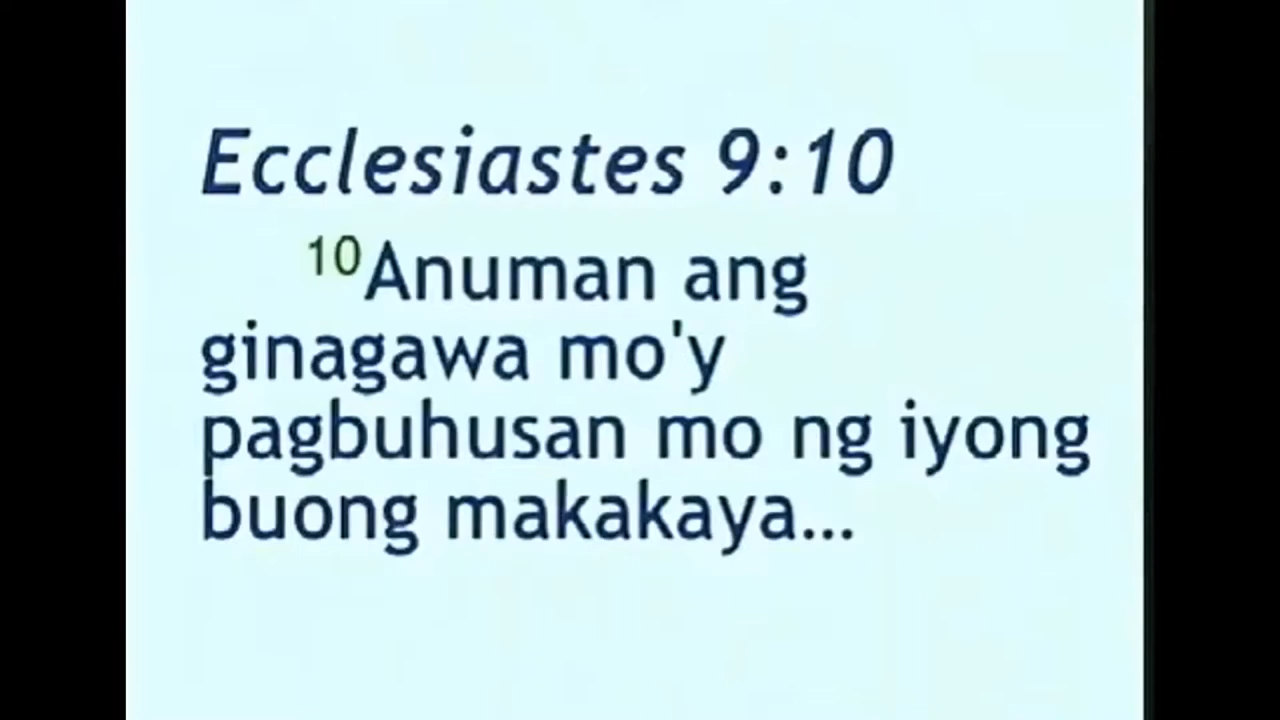 Ecclesiastes 9:10
10Anuman ang
ginagawa mo'y
pagbuhusan mo ng iyong
buong makakaya...